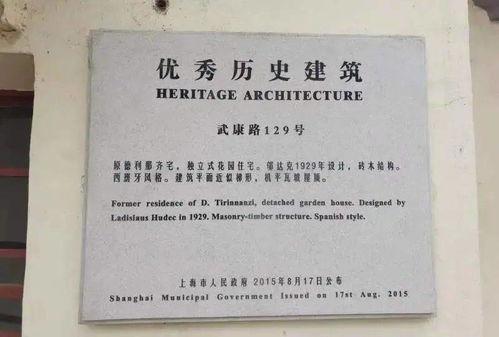 优秀历史建筑
HERITAGE ARCHITECTURE
武康路129号
原德利那齐宅，独立式花园住宅。邬达克1929年设计，砖木结构。
西班牙风格。建筑平面近似梯形，机平瓦坡屋顶。
Former residence of D. Tirinnanzi, detached garden house. Designed by
Ladislaus Hudec in 1929. Masonry-timber structure. Spanish style.
上海市人民政府 2015年8月17日公布
Shanghai Municipal Government Issued on 17st Aug. 2015